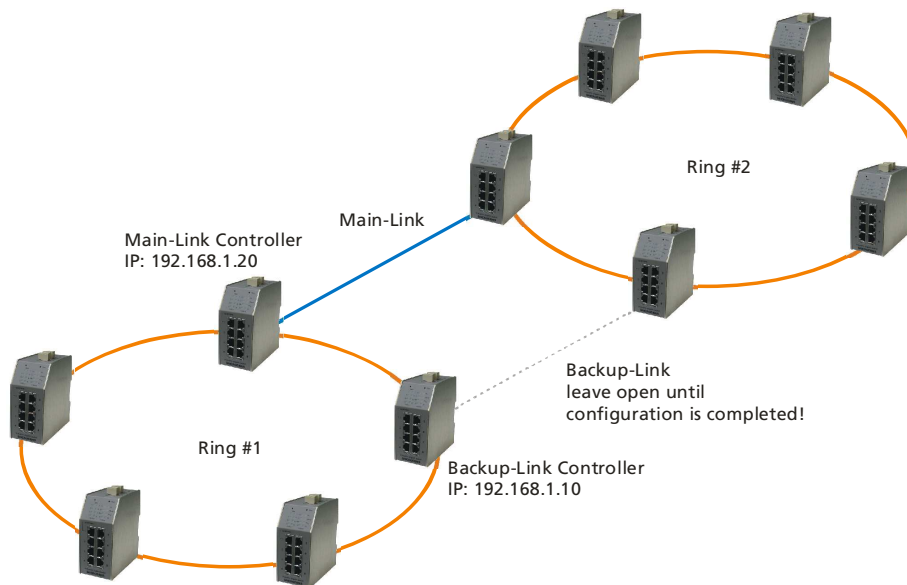 Ring #2
Main-Link
Main-Link Controller
IP: 192.168.1.20
Backup-Link
leave open until
configuration is completed!
Ring #1
Backup-Link Controller
IP: 192.168.1.10